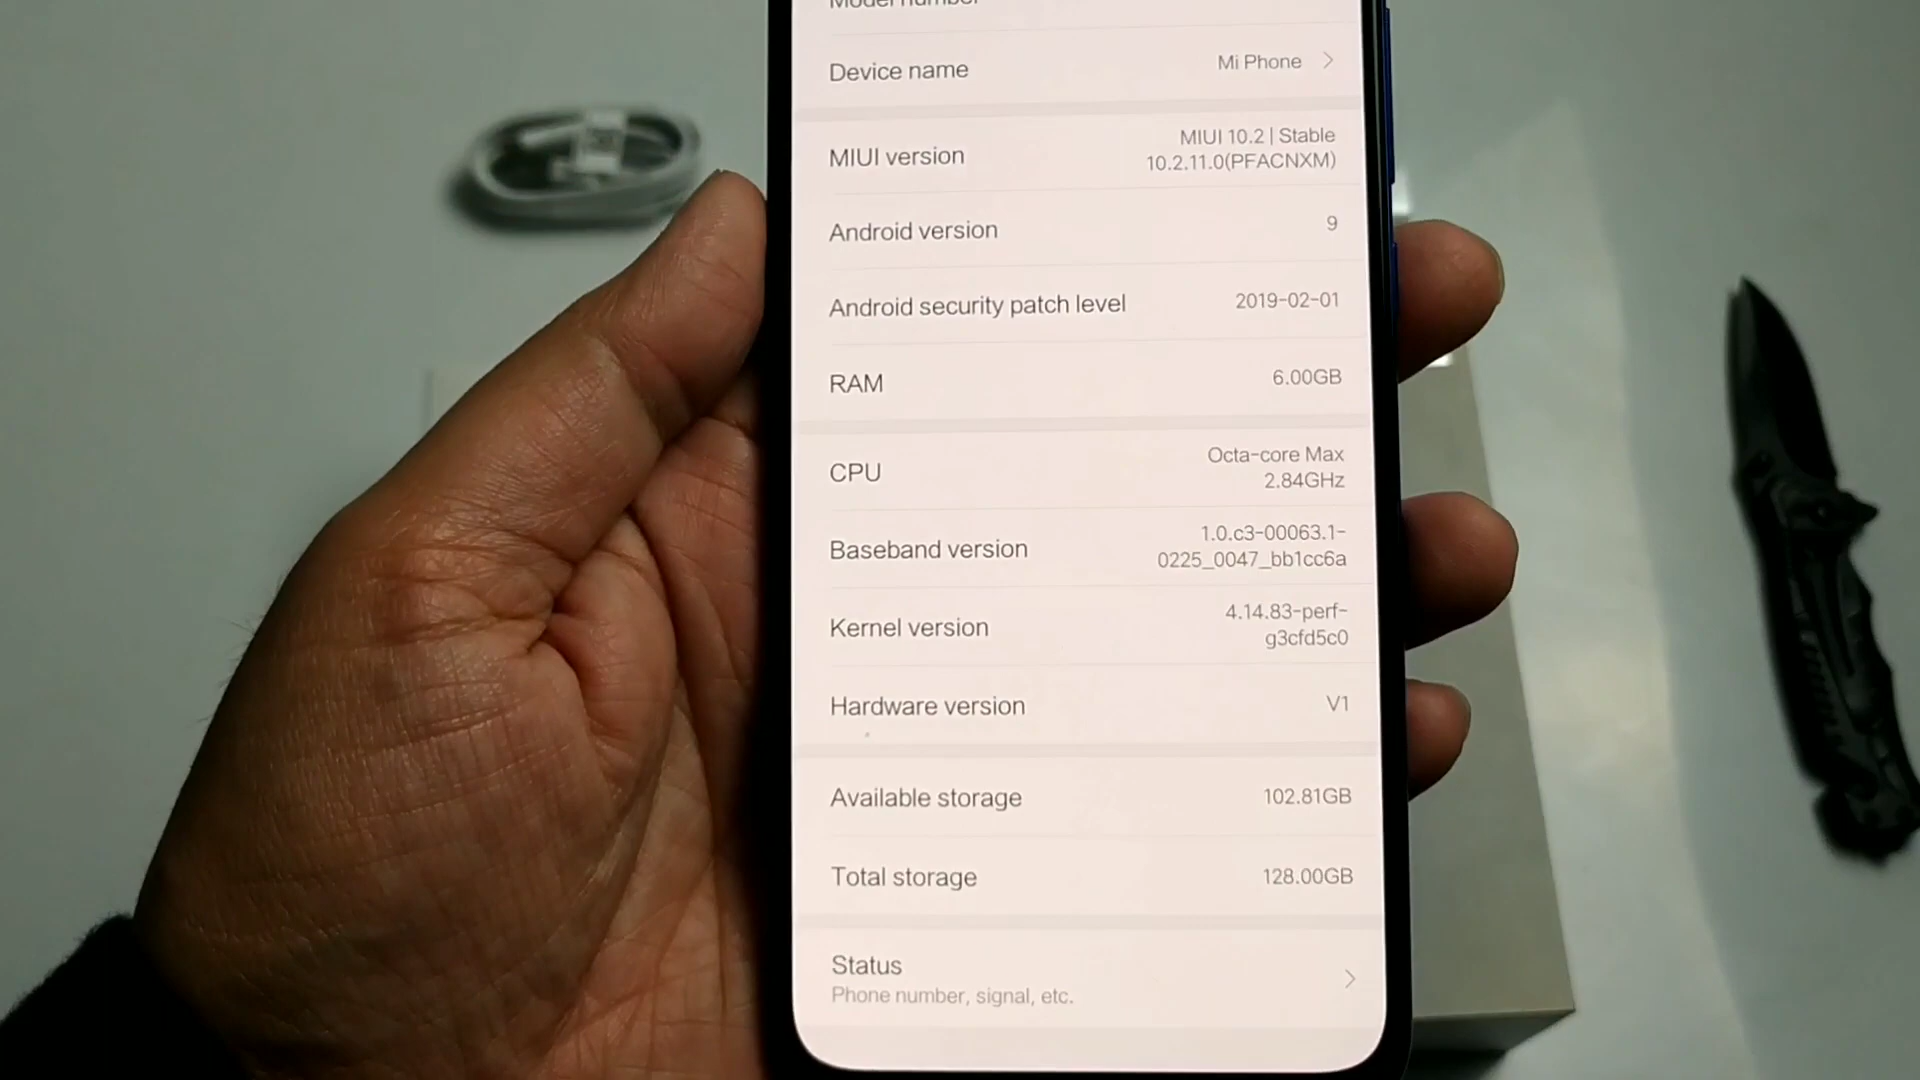 Model number
Device name
Mi Phone
MIUI version
MIUI 10.2 | Stable
10.2.11.0(PFACNXM)
Android version
9
Android security patch level
2019-02-01
RAM
6.00GB
CPU
Octa-core Max
2.84GHz
Baseband version
1.0.c3-00063.1-
0225_0047_bb1cc6a
Kernel version
4.14.83-perf-
g3cfd5c0
Hardware version
V1
Available storage
102.81GB
Total storage
128.00GB
Status
Phone number, signal, etc.